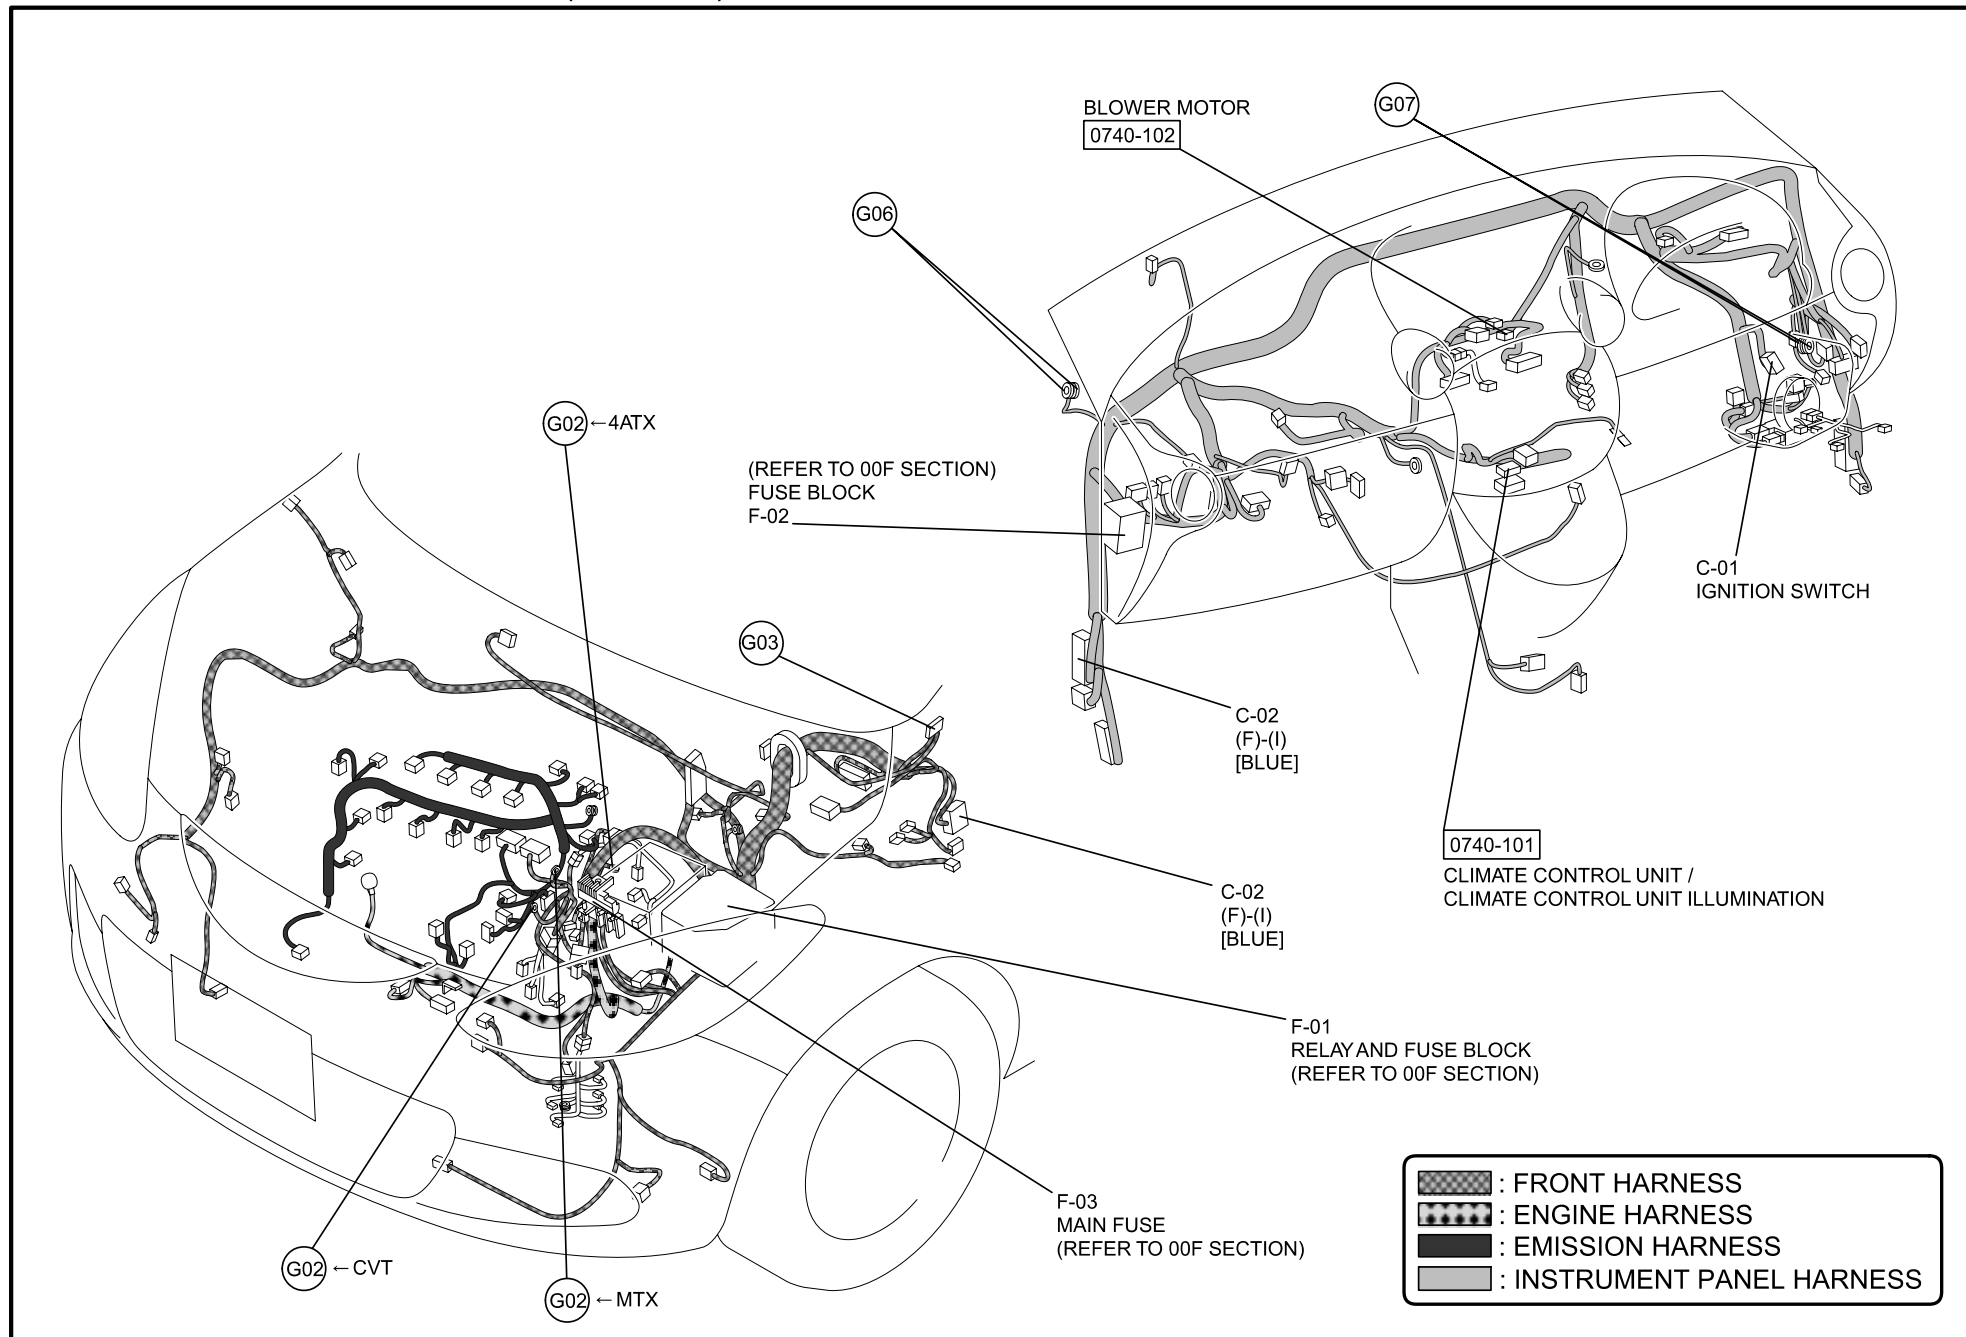 BLOWER MOTOR
0740-102
G07
G06
G02 ←4ATX
(REFER TO 00F SECTION)
FUSE BLOCK
F-02
C-01
IGNITION SWITCH
G03
C-02
(F)-(I)
[BLUE]
0740-101
CLIMATE CONTROL UNIT /
CLIMATE CONTROL UNIT ILLUMINATION
C-02
(F)-(I)
[BLUE]
F-01
RELAY AND FUSE BLOCK
(REFER TO 00F SECTION)
F-03
MAIN FUSE
(REFER TO 00F SECTION)
G02 ←CVT
G02 ←MTX
: FRONT HARNESS
: ENGINE HARNESS
: EMISSION HARNESS
: INSTRUMENT PANEL HARNESS